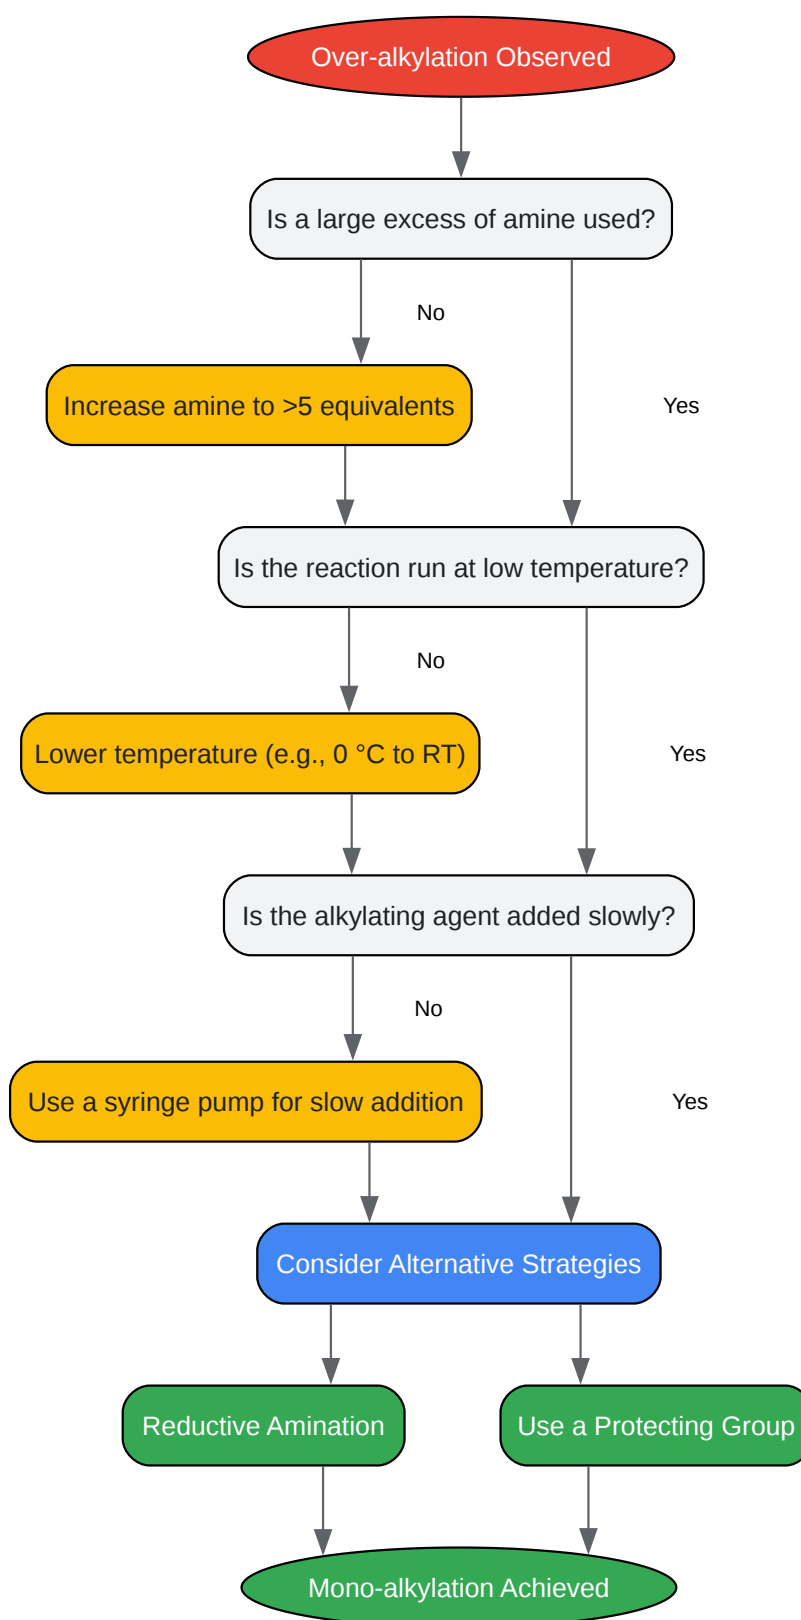 Over-alkylation Observed
Is a large excess of amine used?
No
Increase amine to >5 equivalents
Yes
Is the reaction run at low temperature?
No
Lower temperature (e.g., 0 °C to RT)
Yes
Is the alkylating agent added slowly?
No
Use a syringe pump for slow addition
Yes
Consider Alternative Strategies
Reductive Amination
Use a Protecting Group
Mono-alkylation Achieved